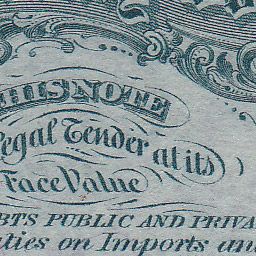 THIS NOTE
Legal Tender at its
Face Value
BTS PUBLIC AND PRIVA
ties on Imports an